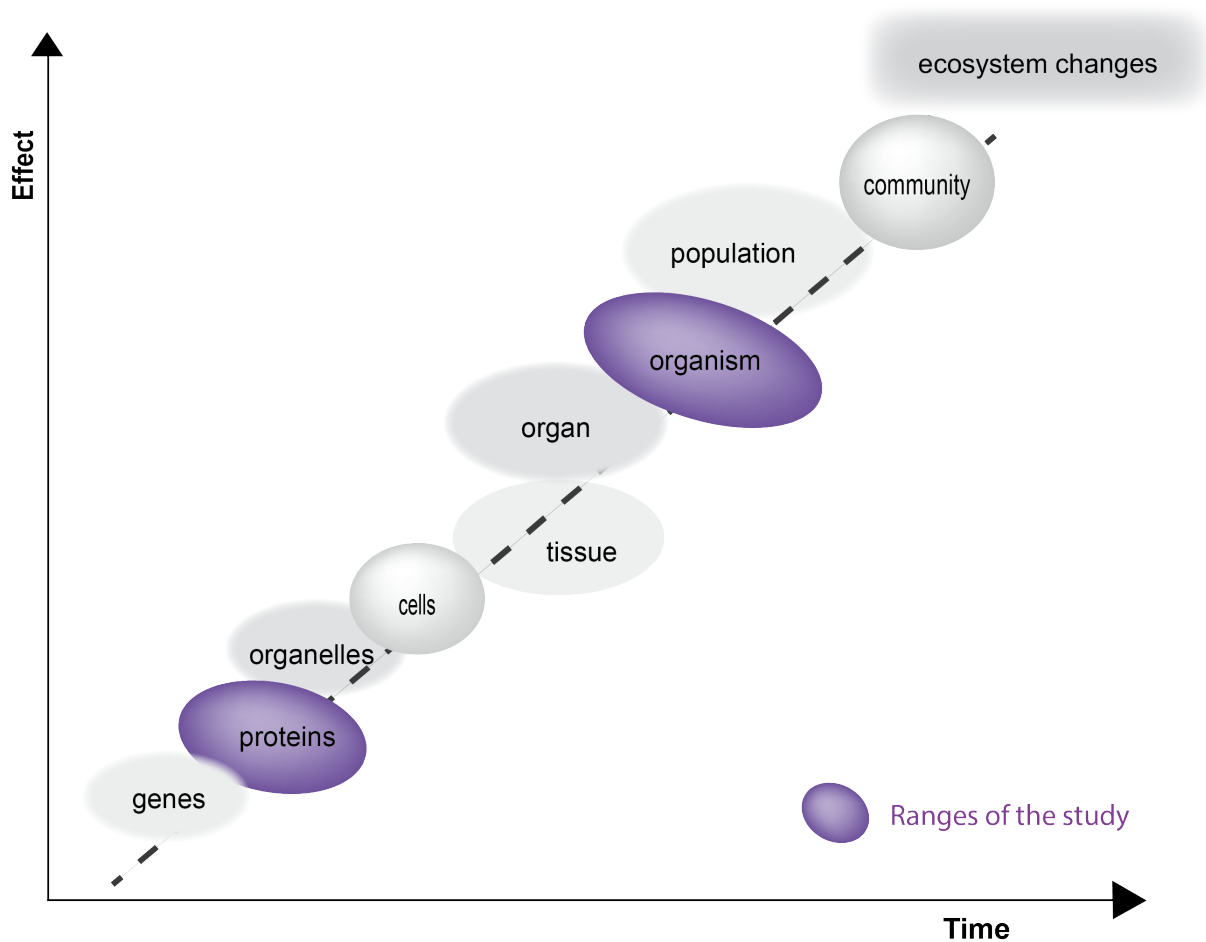 ecosystem changes
Effect
community
population
organism
organ
tissue
cells
organelles
proteins
genes
Ranges of the study
Time